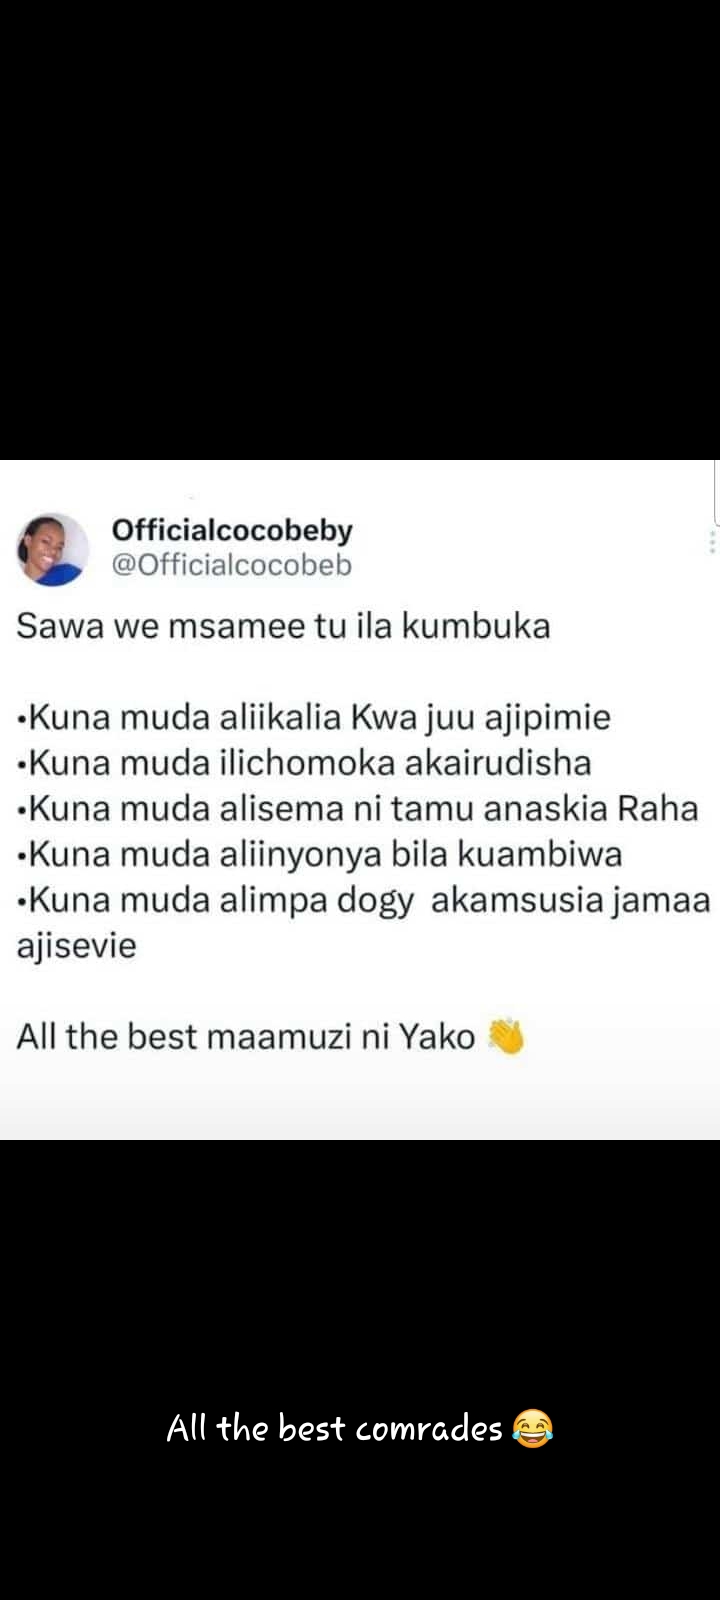 Officialcocobeby
@Officialcocobeb
Sawa we msamee tu ila kumbuka
•Kuna muda aliikalia Kwa juu ajipimie
•Kuna muda ilichomoka akairudisha
•Kuna muda alisema ni tamu anaskia Raha
•Kuna muda aliinyonya bila kuambiwa
•Kuna muda alimpa dogy akamsusia jamaa
ajisevie
All the best maamuzi ni Yako 👏
All the best comrades 😂